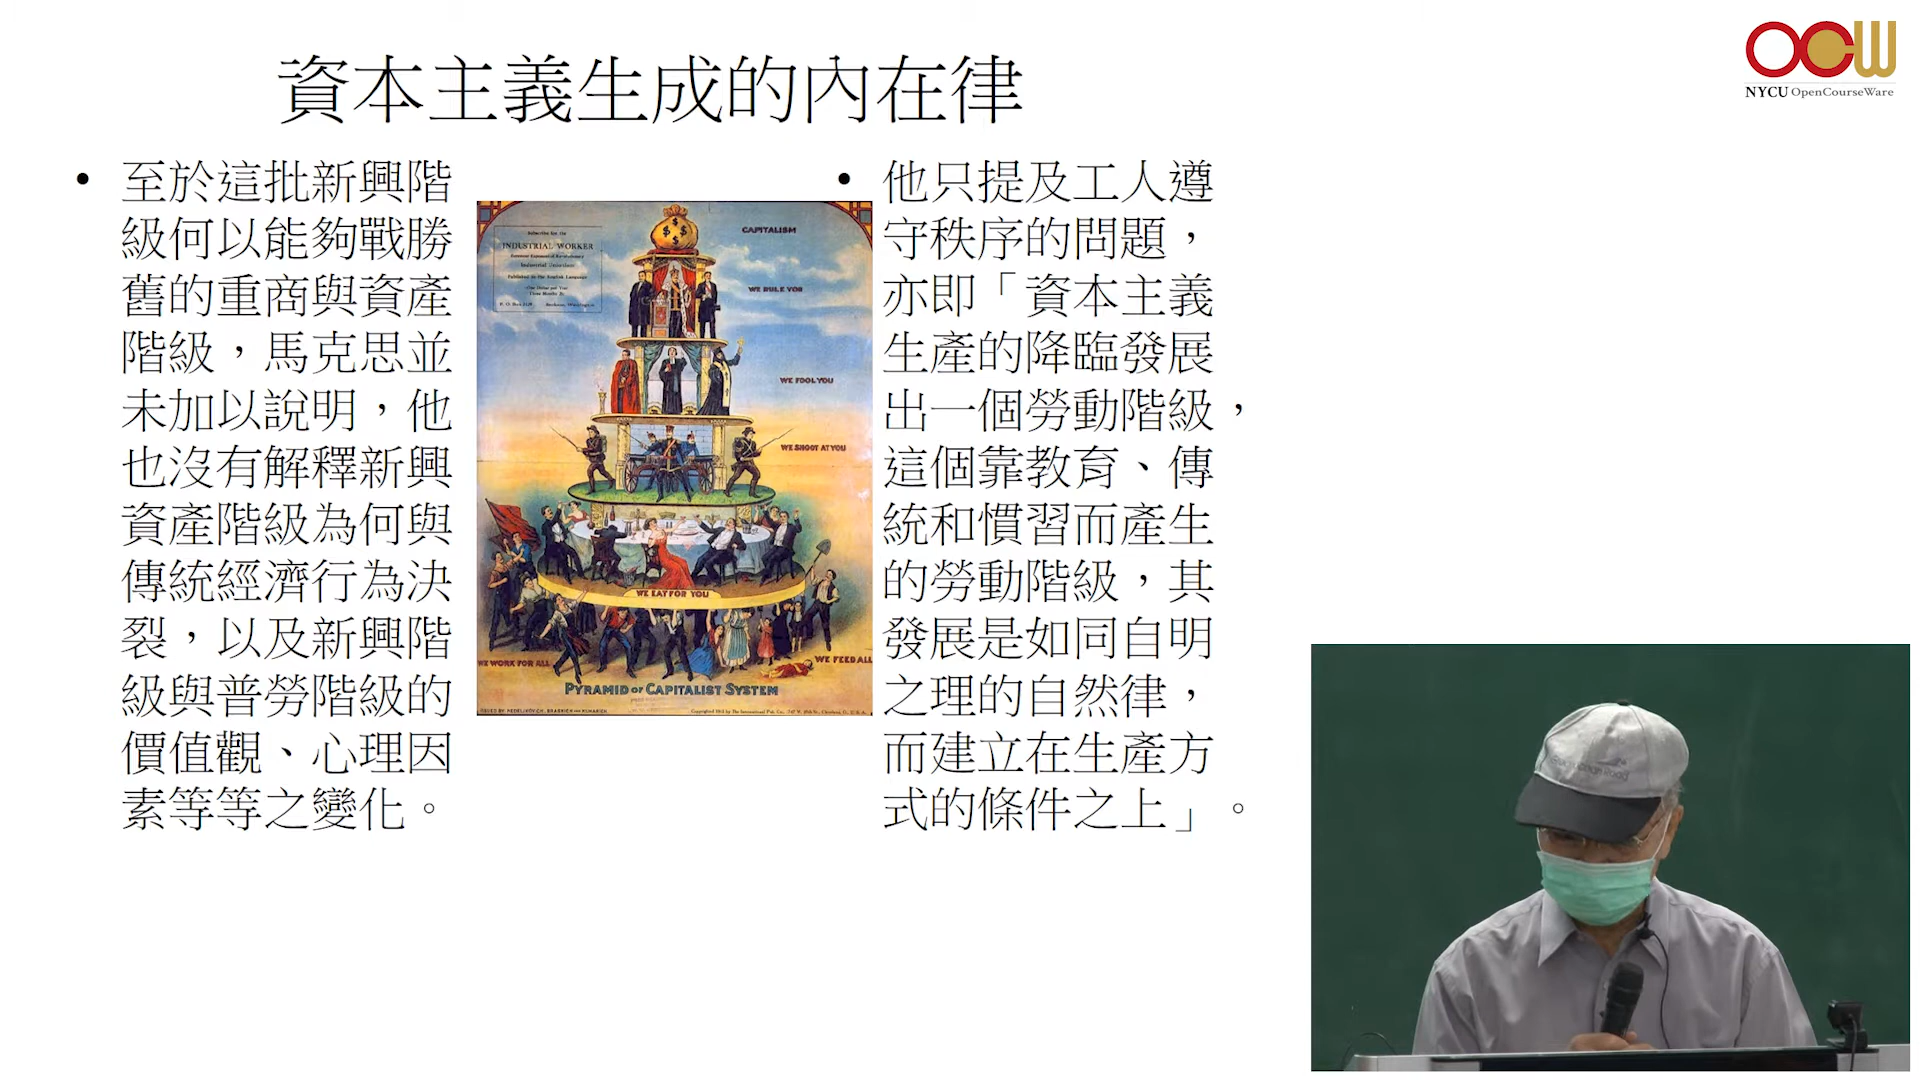 資本主義生成的內在律
OCW
NYCU OpenCourseWare
• 至於這批新興階
級何以能夠戰勝
舊的重商與資產
階級，馬克思並
未加以說明，他
也沒有解釋新興
資產階級為何與
傳統經濟行為決
裂，以及新興階
級與普勞階級的
價值觀、心理因
素等等之變化。
Subscribe for the
INDUSTRIAL WORKER
CAPITALISM
WE RULE YOU
WE FOOL YOU
WE SHOOT AT YOU
WE EAT FOR YOU
WE WORK FOR ALL
WE FEED ALL
PYRAMID OF CAPITALIST SYSTEM
• 他只提及工人遵
守秩序的問題，
亦即「資本主義
生產的降臨發展
出一個勞動階級，
這個靠教育、傳
統和慣習而產生
的勞動階級，其
發展是如同自明
之理的自然律，
而建立在生產方
式的條件之上」。